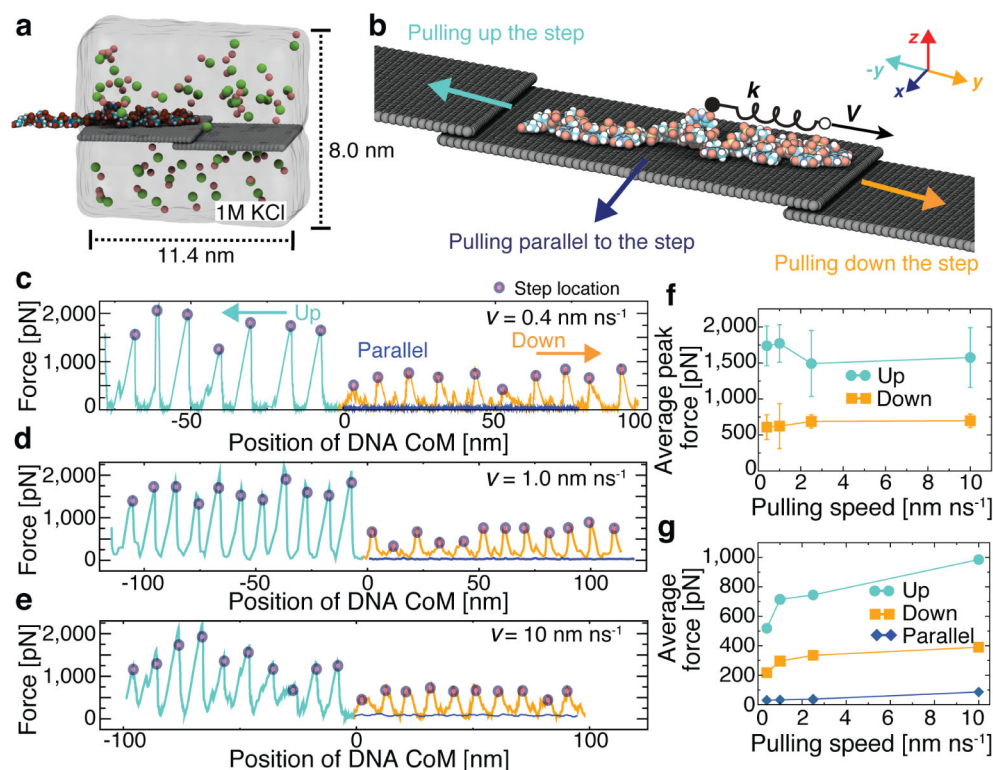 a
1M KCl
8.0 nm
11.4 nm
b
Pulling up the step
k
V
z
-y
x
y
Pulling parallel to the step
Pulling down the step
c
Step location
Up
v = 0.4 nm ns⁻¹
Parallel
Down
Force [pN]
2,000
1,000
0
-50
0
50
100
Position of DNA CoM [nm]
d
v = 1.0 nm ns⁻¹
Force [pN]
2,000
1,000
0
-100
-50
0
50
100
Position of DNA CoM [nm]
e
v = 10 nm ns⁻¹
Force [pN]
2,000
1,000
0
-100
0
100
Position of DNA CoM [nm]
f
Average peak
force [pN]
2,000
1,500
1,000
500
0
Up
Down
0
2
4
6
8
10
Pulling speed [nm ns⁻¹]
g
Average
force [pN]
1,000
800
600
400
200
0
Up
Down
Parallel
0
2
4
6
8
10
Pulling speed [nm ns⁻¹]